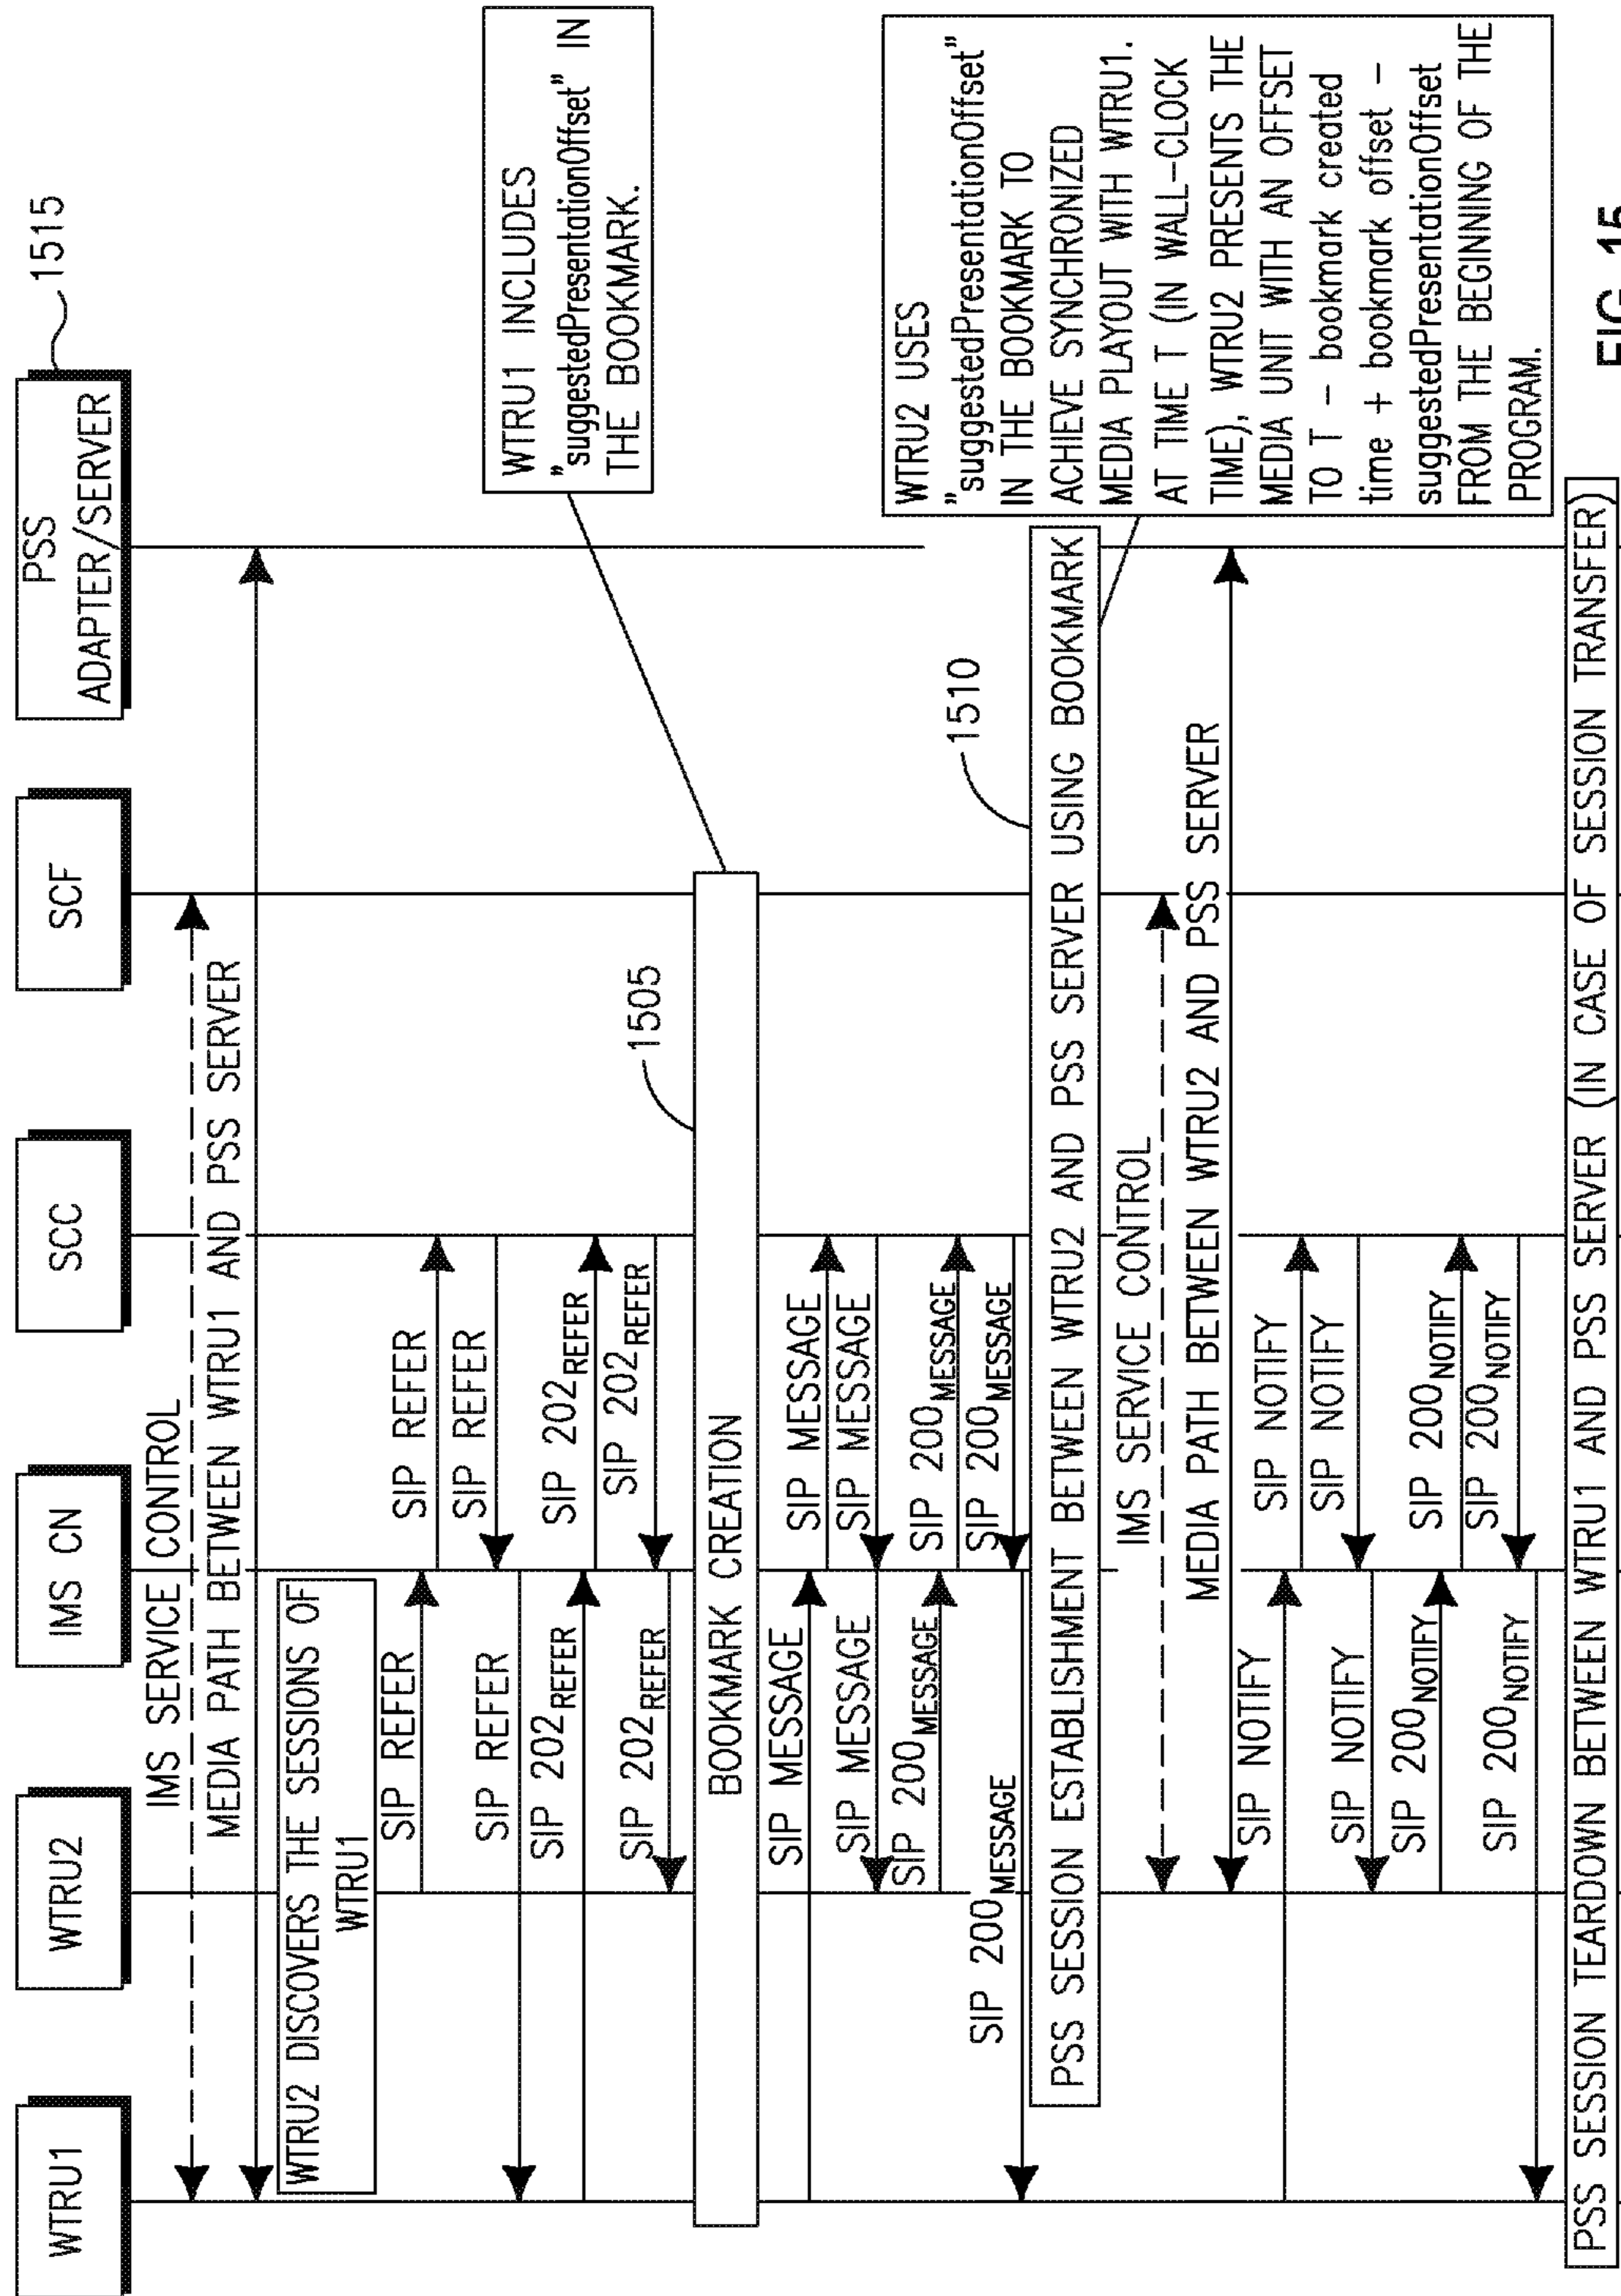 WTRU1
WTRU2
IMS CN
SCC
SCF
PSS
ADAPTER/SERVER
1515
IMS SERVICE CONTROL
MEDIA PATH BETWEEN WTRU1 AND PSS SERVER
WTRU2 DISCOVERS THE SESSIONS OF
WTRU1
SIP REFER
SIP REFER
SIP REFER
SIP REFER
SIP 202REFER
SIP 202REFER
SIP 202REFER
SIP 202REFER
1505
BOOKMARK CREATION
WTRU1 INCLUDES
"suggestedPresentationOffset" IN
THE BOOKMARK.
SIP MESSAGE
SIP MESSAGE
SIP MESSAGE
SIP MESSAGE
SIP 200MESSAGE
SIP 200MESSAGE
SIP 200MESSAGE
SIP 200MESSAGE
1510
PSS SESSION ESTABLISHMENT BETWEEN WTRU2 AND PSS SERVER USING BOOKMARK
WTRU2 USES
"suggestedPresentationOffset"
IN THE BOOKMARK TO
ACHIEVE SYNCHRONIZED
MEDIA PLAYOUT WITH WTRU1.
AT TIME T (IN WALL-CLOCK
TIME), WTRU2 PRESENTS THE
MEDIA UNIT WITH AN OFFSET
TO T - bookmark created
time + bookmark offset -
suggestedPresentationOffset
FROM THE BEGINNING OF THE
PROGRAM.
IMS SERVICE CONTROL
MEDIA PATH BETWEEN WTRU2 AND PSS SERVER
SIP NOTIFY
SIP NOTIFY
SIP NOTIFY
SIP NOTIFY
SIP 200NOTIFY
SIP 200NOTIFY
SIP 200NOTIFY
SIP 200NOTIFY
PSS SESSION TEARDOWN BETWEEN WTRU1 AND PSS SERVER (IN CASE OF SESSION TRANSFER)
FIG. 15